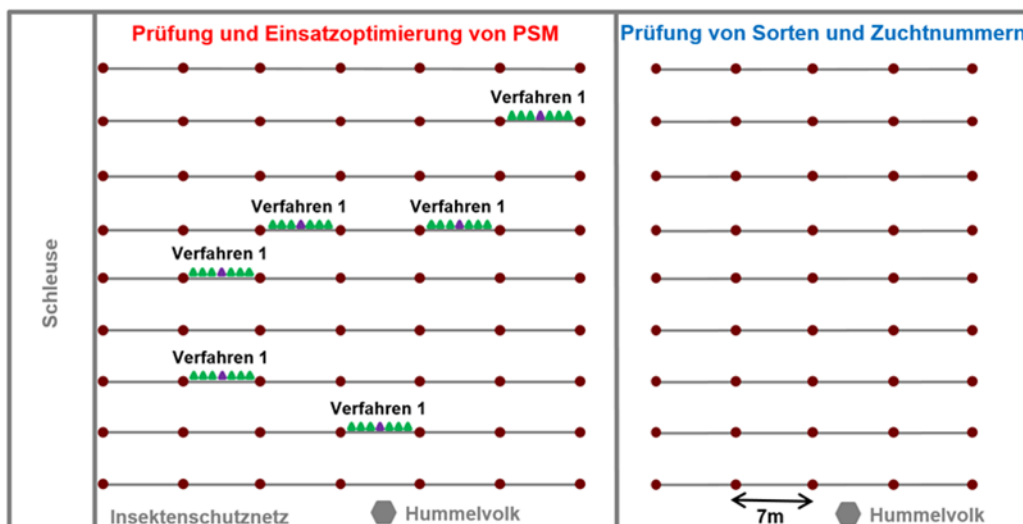 Prüfung und Einsatzoptimierung von PSM
Prüfung von Sorten und Zuchtnummern
Verfahren 1
Verfahren 1
Verfahren 1
Verfahren 1
Schleuse
Verfahren 1
Verfahren 1
Insektenschutznetz
Hummelvolk
7m
Hummelvolk